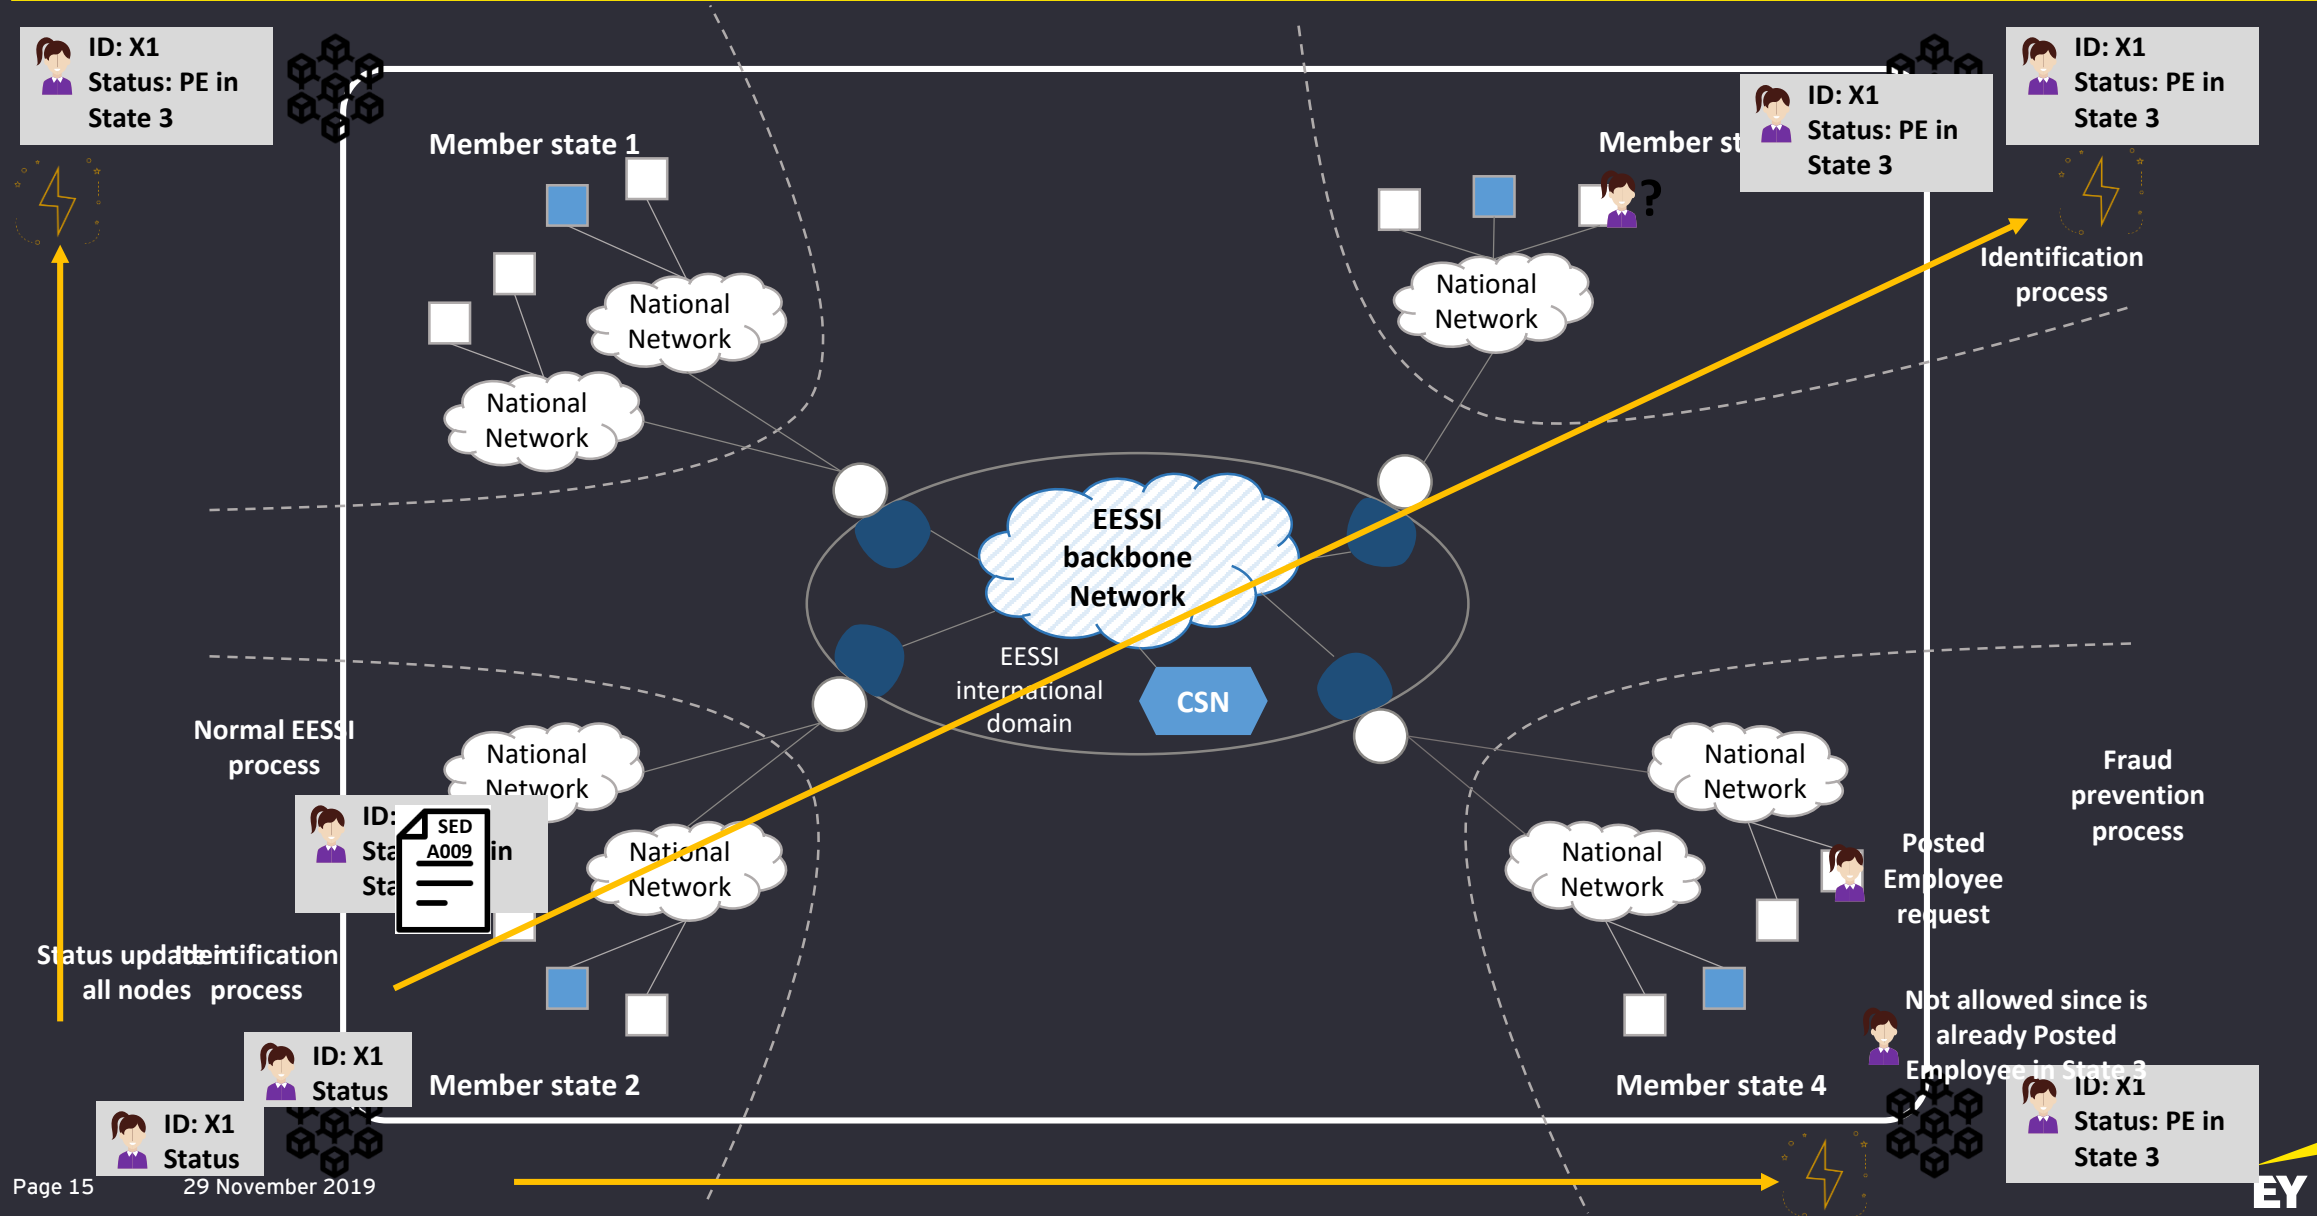 ID: X1
Status: PE in
State 3
ID: X1
Status: PE in
State 3
ID: X1
Status: PE in
State 3
Member state 1
Member st
?
Identification
process
National
Network
National
Network
National
Network
EESSI
backbone
Network
EESSI
international
domain
CSN
Normal EESSI
process
National
Network
ID:
Sta
in
Sta
SED
A009
National
Network
National
Network
National
Network
Posted
Employee
request
Fraud
prevention
process
Status update in
all nodes
Identification
process
Not allowed since is
already Posted
Employee in State 3
ID: X1
Status
Member state 2
Member state 4
ID: X1
Status
ID: X1
Status: PE in
State 3
Page 15
29 November 2019
EY